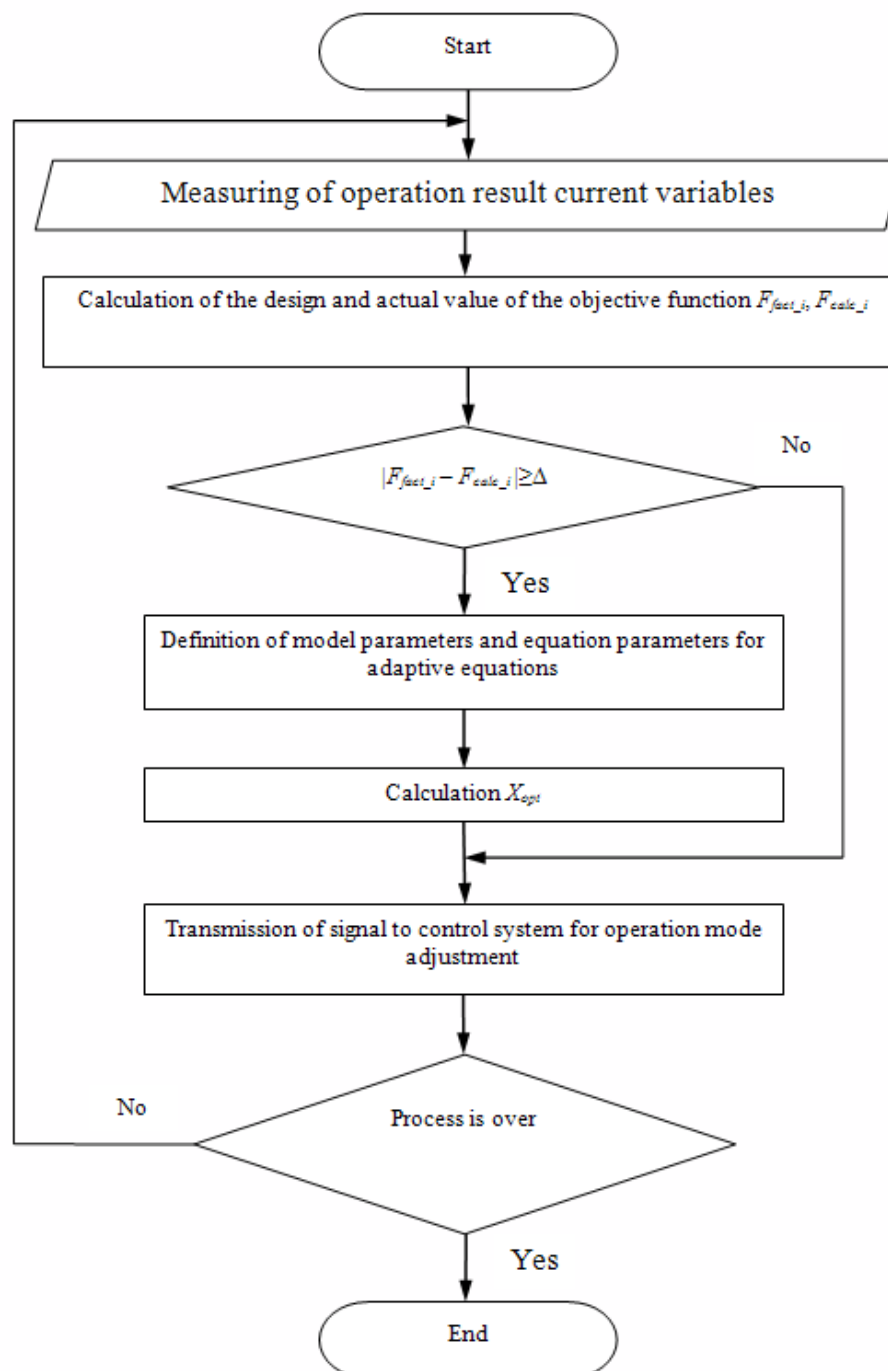 Start
Measuring of operation result current variables
Calculation of the design and actual value of the objective function F_fact_i, F_calc_i
No
|F_fact_i – F_calc_i|≥Δ
Yes
Definition of model parameters and equation parameters for
adaptive equations
Calculation X_opt
Transmission of signal to control system for operation mode
adjustment
No
Process is over
Yes
End